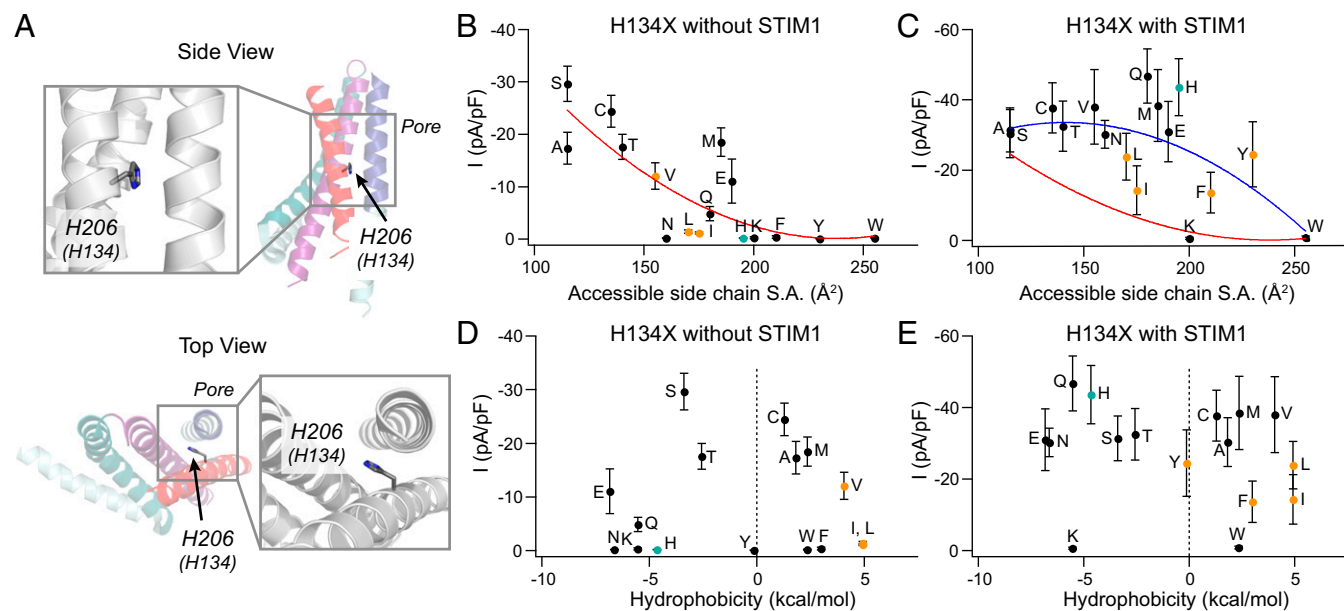 A
Side View
Pore
H206
(H134)
H206
(H134)
Top View
Pore
H206
(H134)
H206
(H134)
B
H134X without STIM1
I (pA/pF)
-40
-30
-20
-10
0
S
A
C
T
V
M
E
Q
N
L
I
H
K
F
Y
W
100
150
200
250
Accessible side chain S.A. (Å²)
C
H134X with STIM1
I (pA/pF)
-60
-40
-20
0
A
S
C
T
V
N
Q
M
H
E
L
I
F
Y
K
W
100
150
200
250
Accessible side chain S.A. (Å²)
D
H134X without STIM1
I (pA/pF)
-40
-30
-20
-10
0
S
T
C
A
M
V
E
Q
N
K
H
Y
W
F
I, L
-10
-5
0
5
Hydrophobicity (kcal/mol)
E
H134X with STIM1
I (pA/pF)
-60
-40
-20
0
Q
H
E
N
S
T
C
M
V
A
Y
F
L
I
K
W
-10
-5
0
5
Hydrophobicity (kcal/mol)